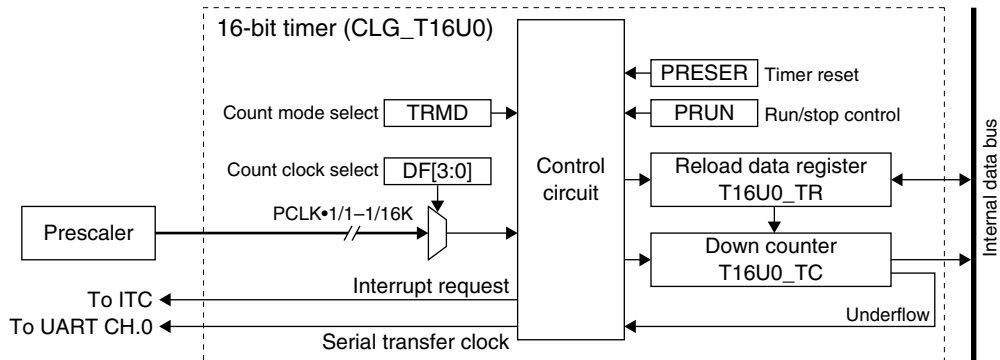 16-bit timer (CLG_T16U0)
PRESER Timer reset
Count mode select TRMD
PRUN Run/stop control
Count clock select DF[3:0]
Control
circuit
Reload data register
T16U0_TR
PCLK•1/1–1/16K
Prescaler
Down counter
T16U0_TC
Interrupt request
To ITC
Underflow
To UART CH.0
Serial transfer clock
Internal data bus